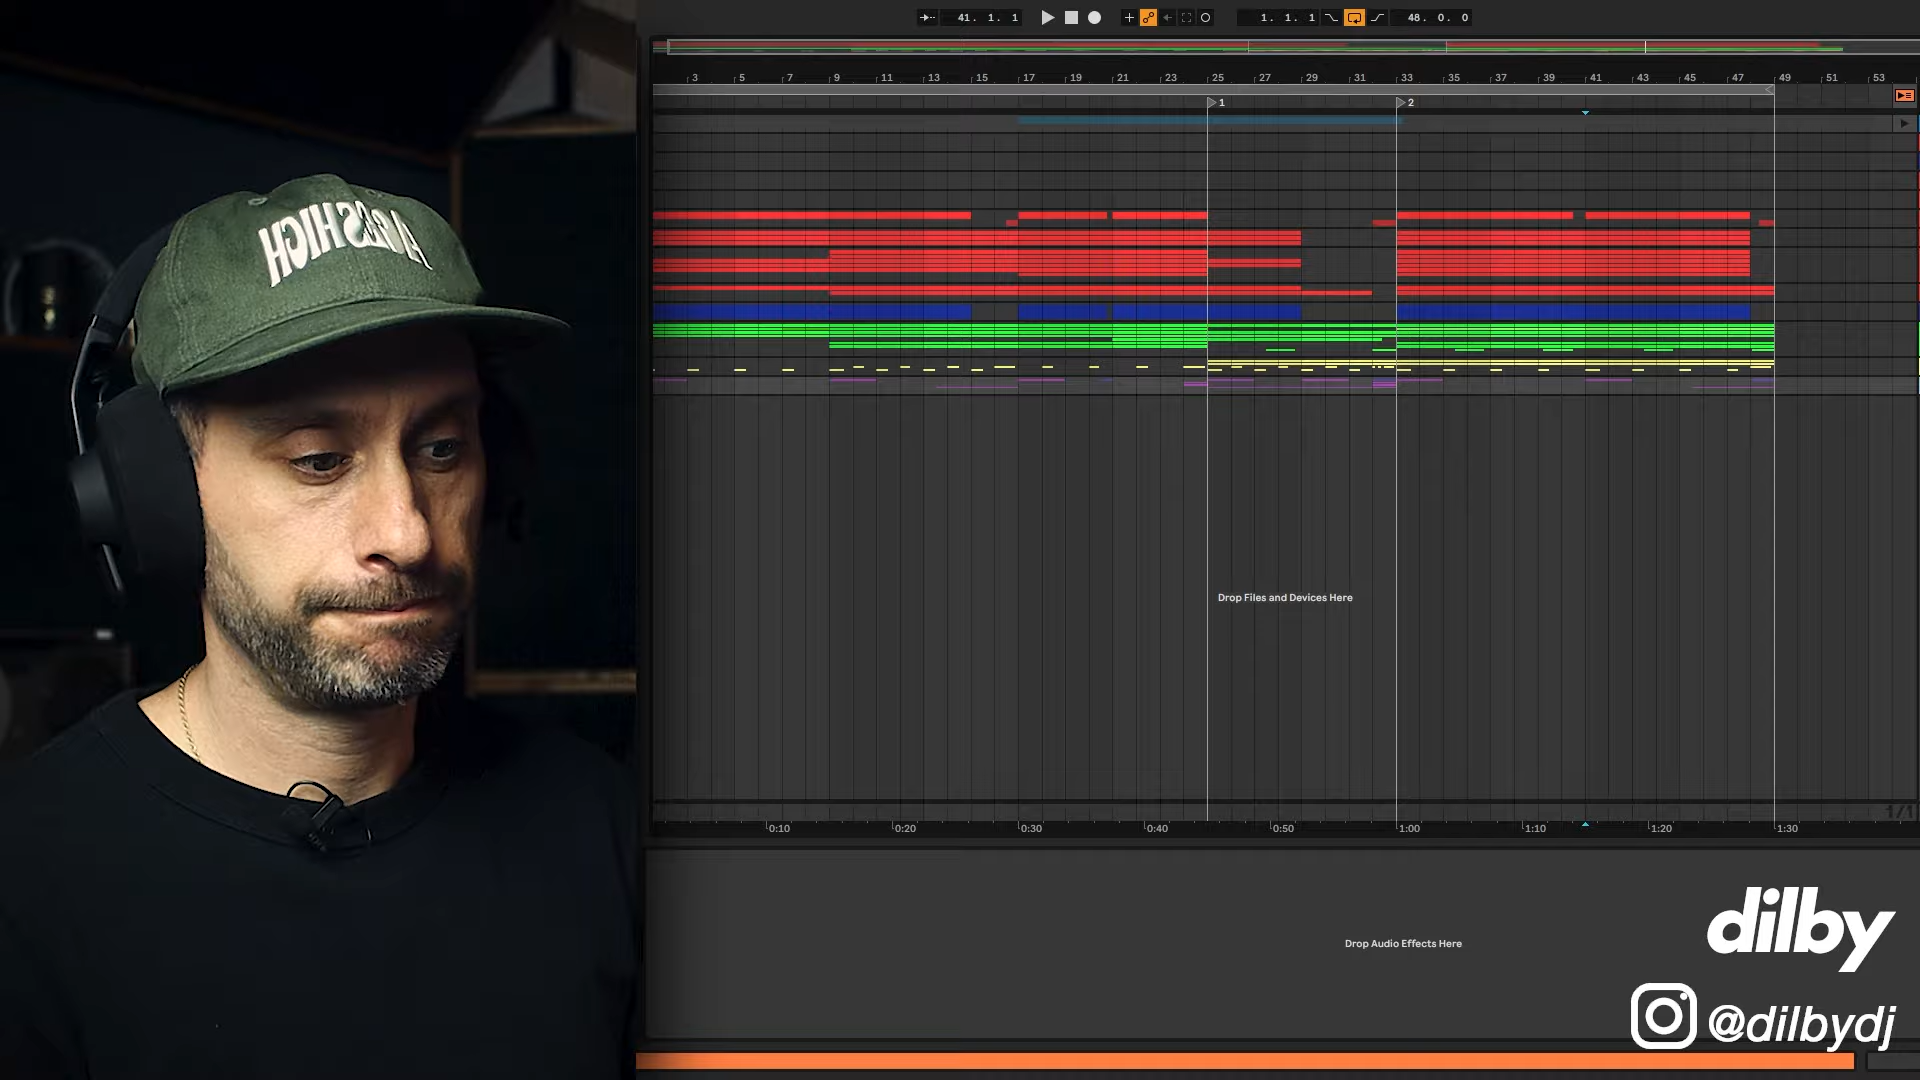 41. 1. 1
1. 1. 1
48. 0. 0
3 5 7 9 11 13 15 17 19 21 23 25 27 29 31 33 35 37 39 41 43 45 47 49 51 53
1 2
Drop Files and Devices Here
1/1
0:10 0:20 0:30 0:40 0:50 1:00 1:10 1:20 1:30
Drop Audio Effects Here
dilby
@dilbydj